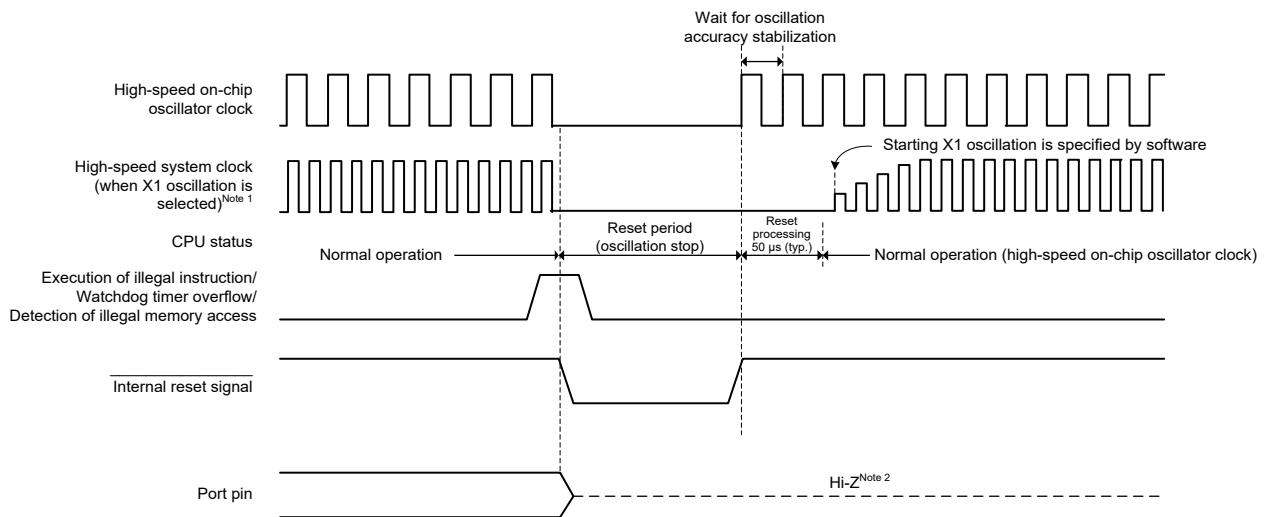 Wait for oscillation
accuracy stabilization
High-speed on-chip
oscillator clock
Starting X1 oscillation is specified by software
High-speed system clock
(when X1 oscillation is
selected)Note 1
Reset period
(oscillation stop)
Reset
processing
50 μs (typ.)
CPU status
Normal operation
Normal operation (high-speed on-chip oscillator clock)
Execution of illegal instruction/
Watchdog timer overflow/
Detection of illegal memory access
Internal reset signal
Port pin
Hi-ZNote 2